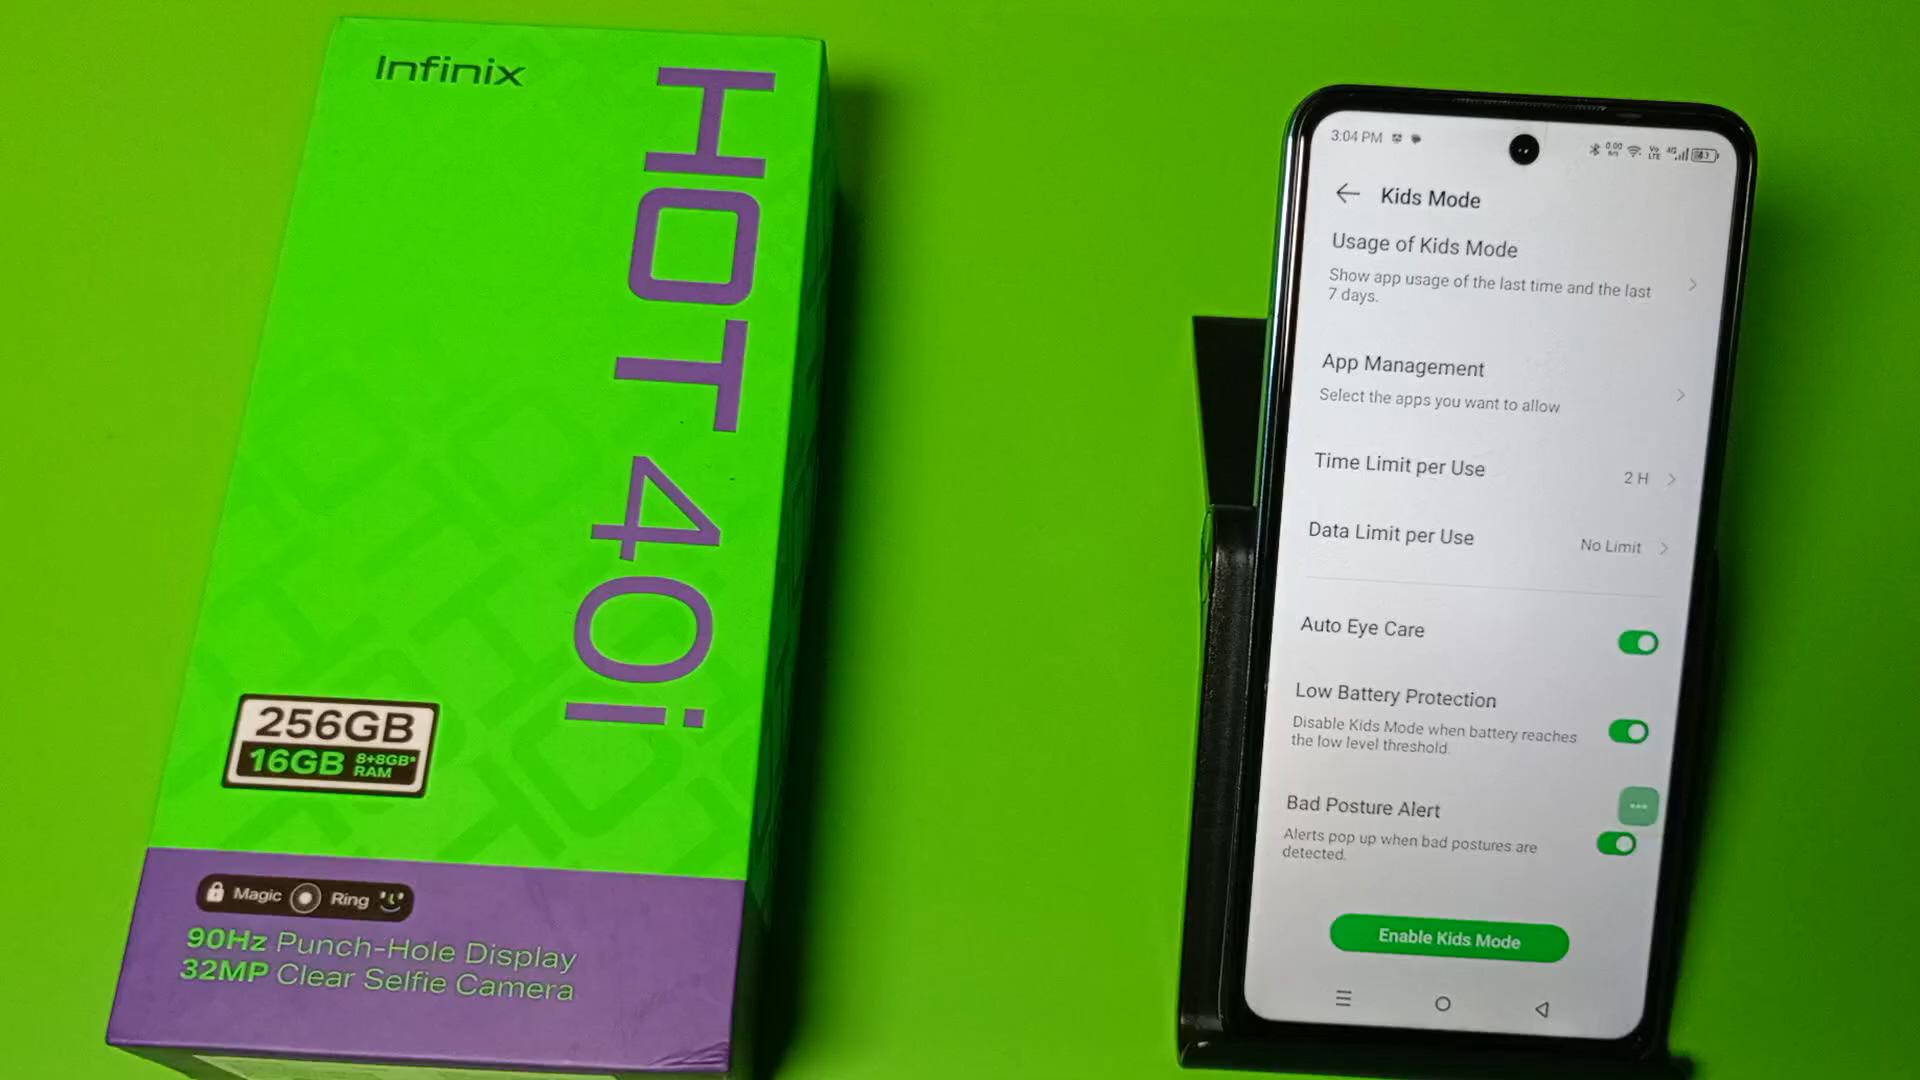 Infinix
HOT 40i
256GB
16GB 8+8GB*
RAM
Magic Ring
90Hz Punch-Hole Display
32MP Clear Selfie Camera
3:04 PM
Kids Mode
Usage of Kids Mode
Show app usage of the last time and the last
7 days.
App Management
Select the apps you want to allow
Time Limit per Use 2 H
Data Limit per Use No Limit
Auto Eye Care
Low Battery Protection
Disable Kids Mode when battery reaches
the low level threshold.
Bad Posture Alert
Alerts pop up when bad postures are
detected.
Enable Kids Mode